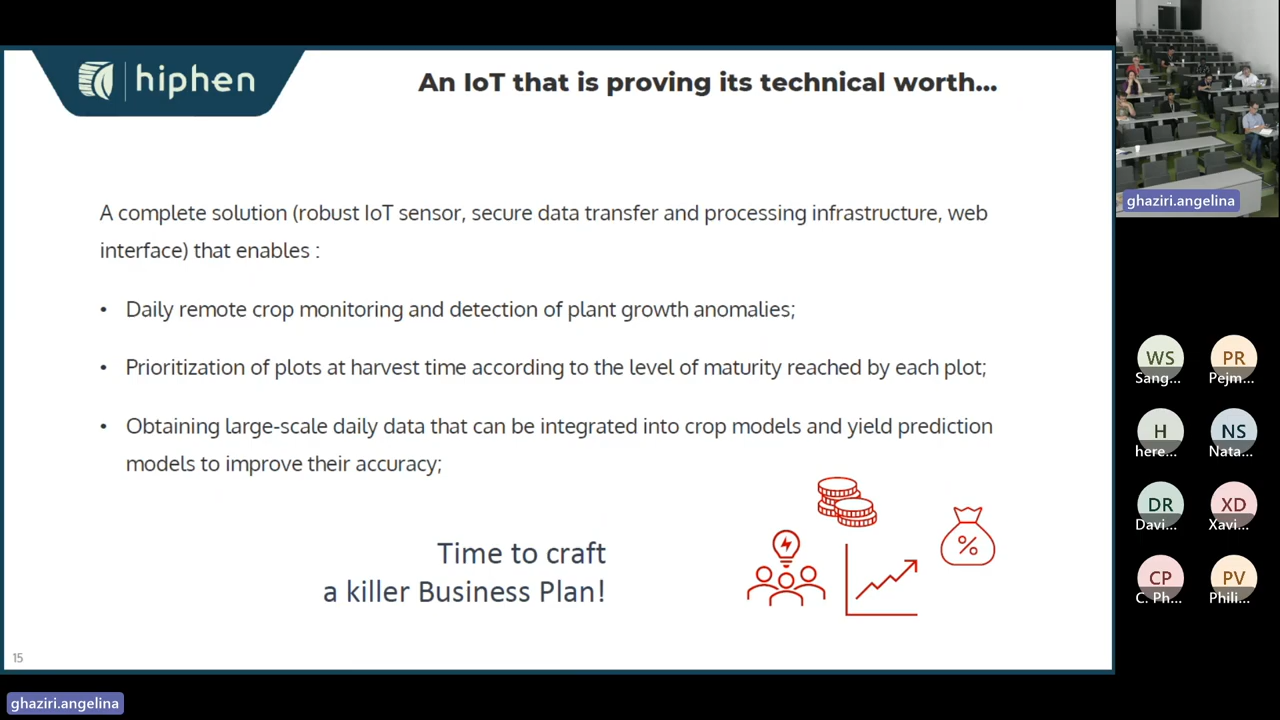 hiphen
An IoT that is proving its technical worth...
ghaziri.angelina
A complete solution (robust IoT sensor, secure data transfer and processing infrastructure, web
interface) that enables :
• Daily remote crop monitoring and detection of plant growth anomalies;
• Prioritization of plots at harvest time according to the level of maturity reached by each plot;
• Obtaining large-scale daily data that can be integrated into crop models and yield prediction
models to improve their accuracy;
%
Time to craft
a killer Business Plan!
15
ghaziri.angelina
WS
Sang...
PR
Pejm...
H
here...
NS
Nata...
DR
Davi...
XD
Xavi...
CP
C. Ph...
PV
Phili...